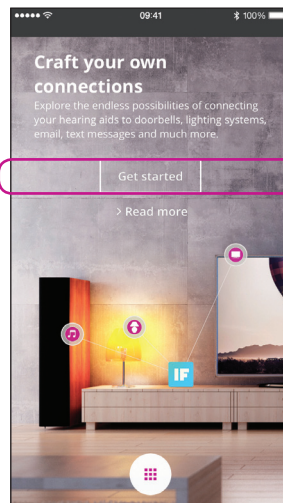 09:41
100%
Craft your own
connections
Explore the endless possibilities of connecting
your hearing aids to doorbells, lighting systems,
email, text messages and much more.
Get started
> Read more
IF